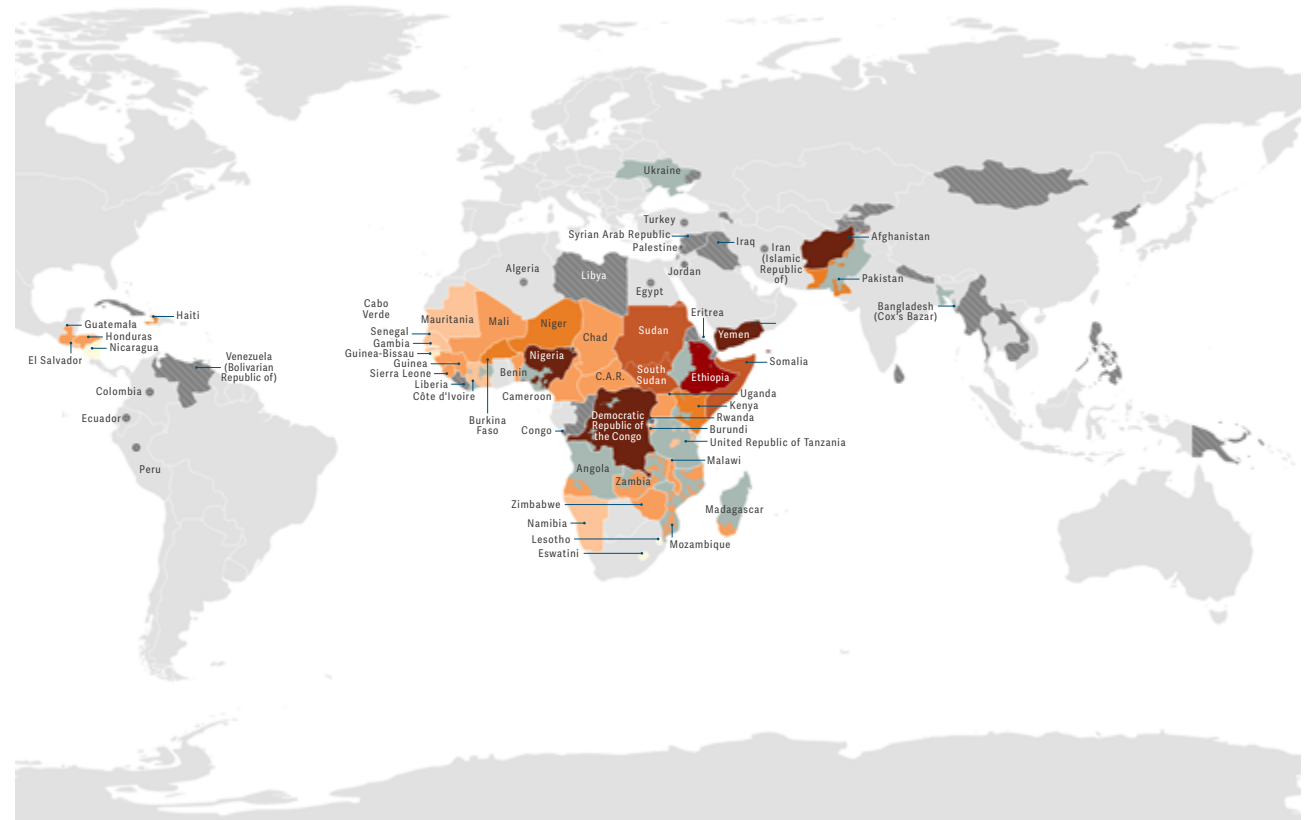 Ukraine
Turkey
Syrian Arab Republic
Palestine
Iraq
Iran
(Islamic
Republic
of)
Afghanistan
Jordan
Algeria
Libya
Egypt
Pakistan
Bangladesh
(Cox's Bazar)
Guatemala
Haiti
Honduras
Nicaragua
El Salvador
Venezuela
(Bolivarian
Republic of)
Colombia
Ecuador
Peru
Cabo
Verde
Mauritania
Mali
Niger
Chad
Sudan
Eritrea
Yemen
Senegal
Gambia
Guinea-Bissau
Guinea
Sierra Leone
Liberia
Côte d'Ivoire
Burkina
Faso
Benin
Nigeria
Cameroon
C.A.R.
South
Sudan
Ethiopia
Somalia
Uganda
Kenya
Rwanda
Burundi
United Republic of Tanzania
Congo
Democratic
Republic of
the Congo
Malawi
Angola
Zambia
Zimbabwe
Namibia
Lesotho
Eswatini
Mozambique
Madagascar